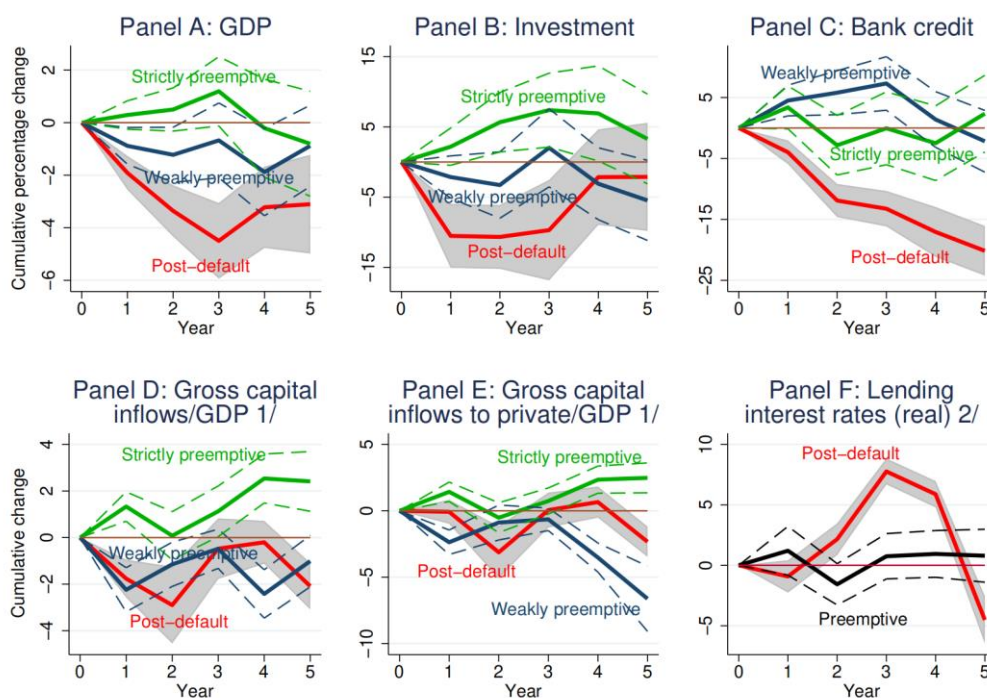 Panel A: GDP
Cumulative percentage change
2
0
−2
−4
−6
Strictly preemptive
Weakly preemptive
Post−default
0 1 2 3 4 5
Year
Panel B: Investment
15
5
−5
−15
Strictly preemptive
Weakly preemptive
Post−default
0 1 2 3 4 5
Year
Panel C: Bank credit
5
−5
−15
−25
Weakly preemptive
Strictly preemptive
Post−default
0 1 2 3 4 5
Year
Panel D: Gross capital
inflows/GDP 1/
Cumulative change
4
2
0
−2
−4
Strictly preemptive
Weakly preemptive
Post−default
0 1 2 3 4 5
Year
Panel E: Gross capital
inflows to private/GDP 1/
5
0
−5
−10
Strictly preemptive
Post−default
Weakly preemptive
0 1 2 3 4 5
Year
Panel F: Lending
interest rates (real) 2/
10
5
0
−5
Post−default
Preemptive
0 1 2 3 4 5
Year